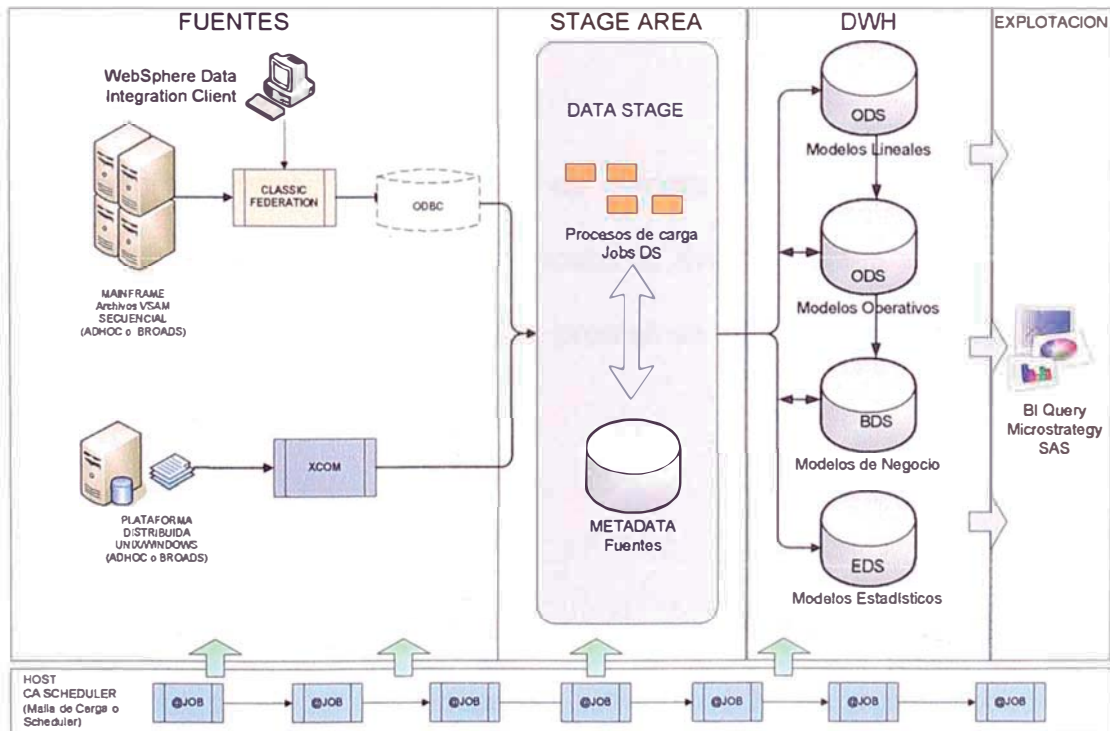 FUENTES
WebSphere Data
Integration Client
CLASSIC
FEDERATION
ODBC
MAINFRAME
Archivos VSAM
SECUENCIAL
(ADHOC o BROADS)
XCOM
PLATAFORMA
DISTRIBUIDA
UNIX/WINDOWS
(ADHOC o BROADS)
STAGE AREA
DATA STAGE
Procesos de carga
Jobs DS
METADATA
Fuentes
DWH
ODS
Modelos Lineales
ODS
Modelos Operativos
BDS
Modelos de Negocio
EDS
Modelos Estadísticos
EXPLOTACION
BI Query
Microstrategy
SAS
HOST
CA SCHEDULER
(Malla de Carga o
Scheduler)
@JOB
@JOB
@JOB
@JOB
@JOB
@JOB
@JOB